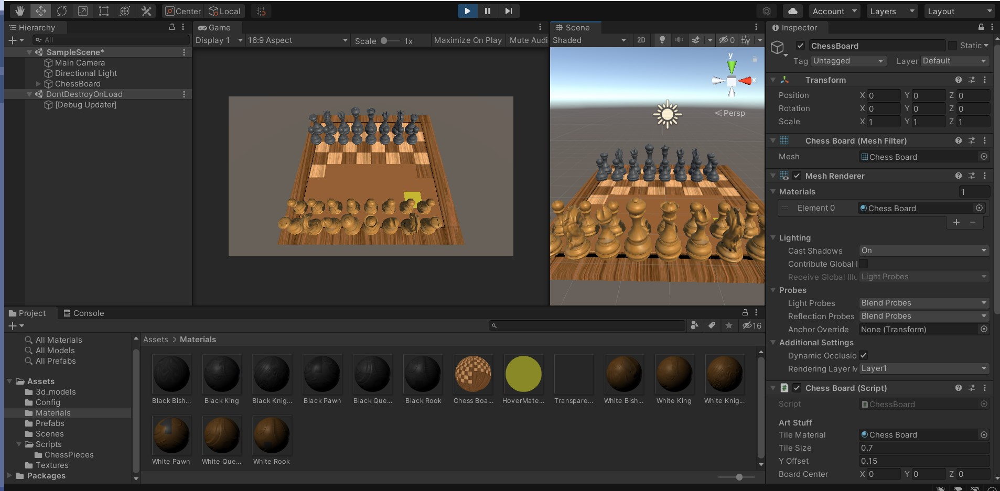 Center Local Account Layers Layout
Hierarchy
All
SampleScene*
Main Camera
Directional Light
ChessBoard
DontDestroyOnLoad
[Debug Updater]
Game
Display 1 16:9 Aspect Scale 1x Maximize On Play Mute Audi
Scene
Shaded 2D 0
y
x
Persp
Inspector
ChessBoard Static
Tag Untagged Layer Default
Transform
Position X 0 Y 0 Z 0
Rotation X 0 Y 0 Z 0
Scale X 1 Y 1 Z 1
Chess Board (Mesh Filter)
Mesh Chess Board
Mesh Renderer
Materials 1
Element 0 Chess Board
Lighting
Cast Shadows On
Contribute Global I
Receive Global Illu Light Probes
Probes
Light Probes Blend Probes
Reflection Probes Blend Probes
Anchor Override None (Transform)
Additional Settings
Dynamic Occlusio
Rendering Layer M Layer1
Chess Board (Script)
Script ChessBoard
Art Stuff
Tile Material Chess Board
Tile Size 0.7
Y Offset 0.15
Board Center X 0 Y 0 Z 0
Project Console
16
All Materials
All Models
All Prefabs
Assets
3d_models
Config
Materials
Prefabs
Scenes
Scripts
ChessPieces
Textures
Packages
Assets > Materials
Black Bish... Black King Black Knig... Black Pawn Black Que... Black Rook Chess Boa... HoverMate... Transpare... White Bish... White King White Knig...
White Pawn White Que... White Rook